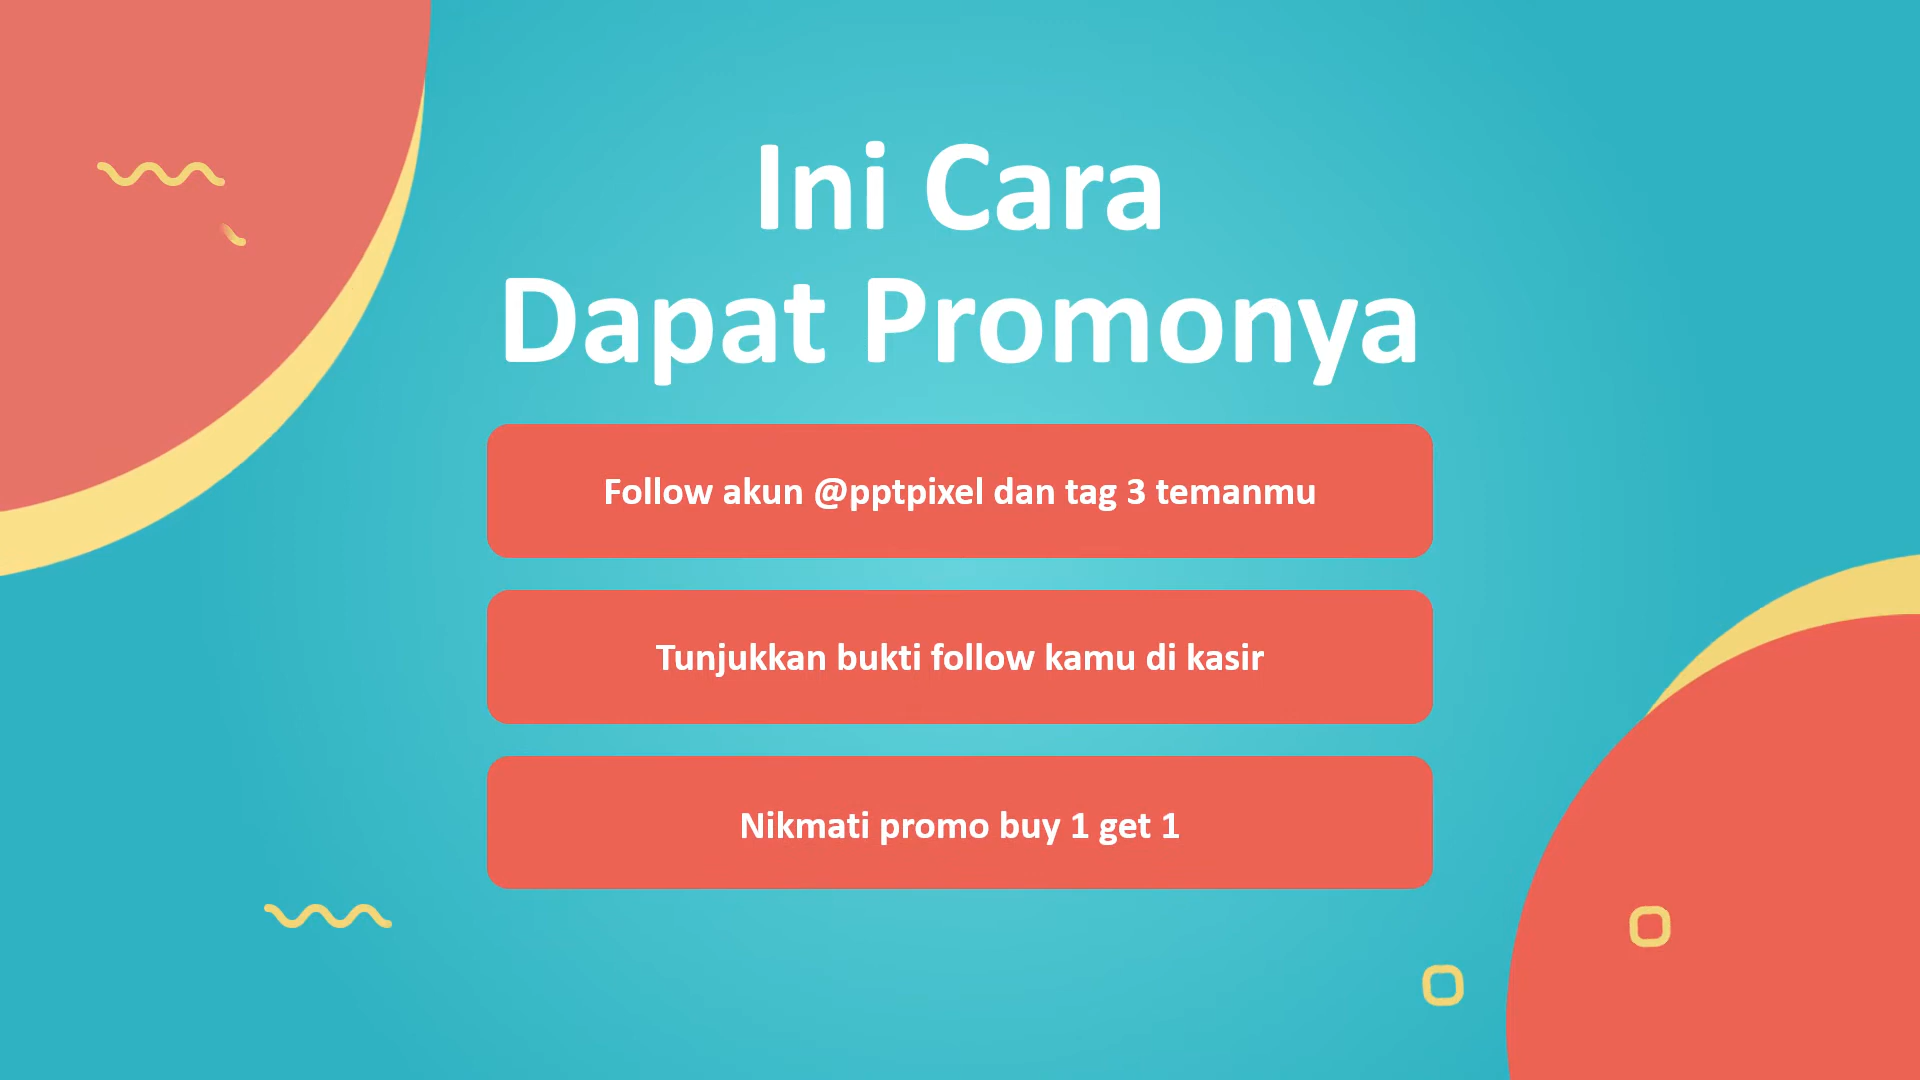 Ini Cara
Dapat Promonya
Follow akun @pptpixel dan tag 3 temanmu
Tunjukkan bukti follow kamu di kasir
Nikmati promo buy 1 get 1